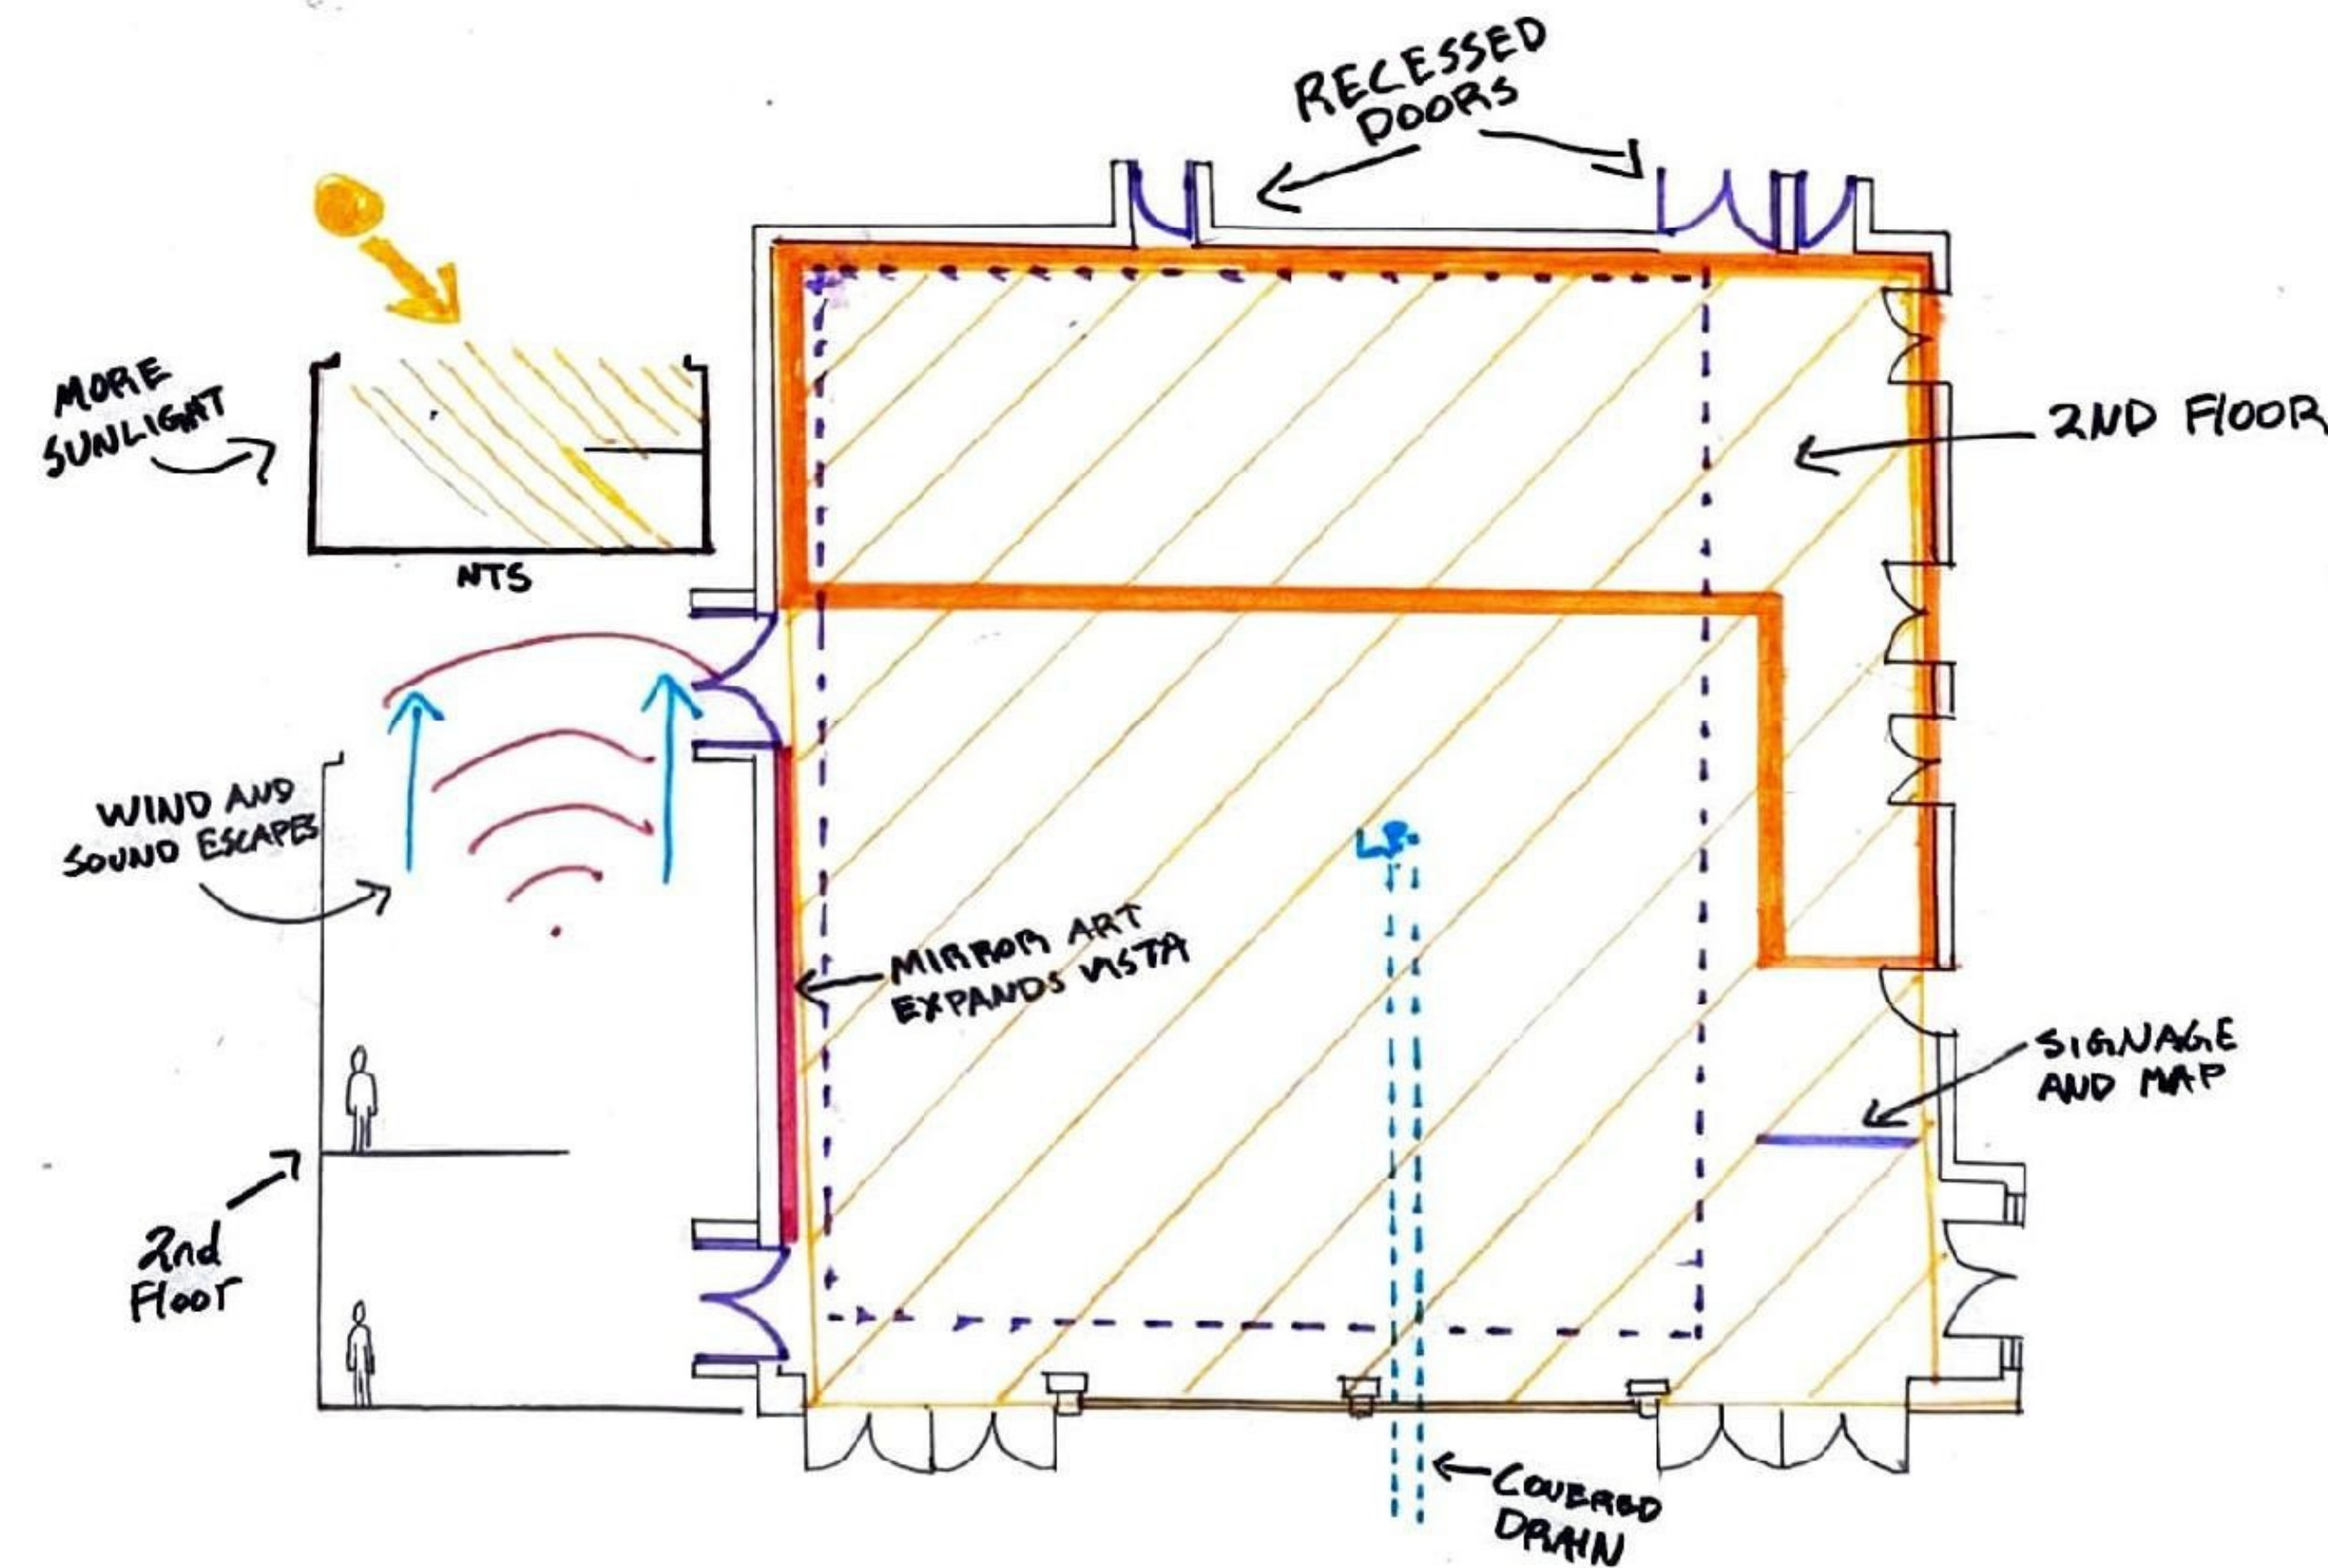 RECESSED
DOORS
MORE
SUNLIGHT
NTS
2ND FLOOR
WIND AND
SOUND ESCAPES
MIRROR ART
EXPANDS VISTA
SIGNAGE
AND MAP
2nd
Floor
COVERED
DRAIN